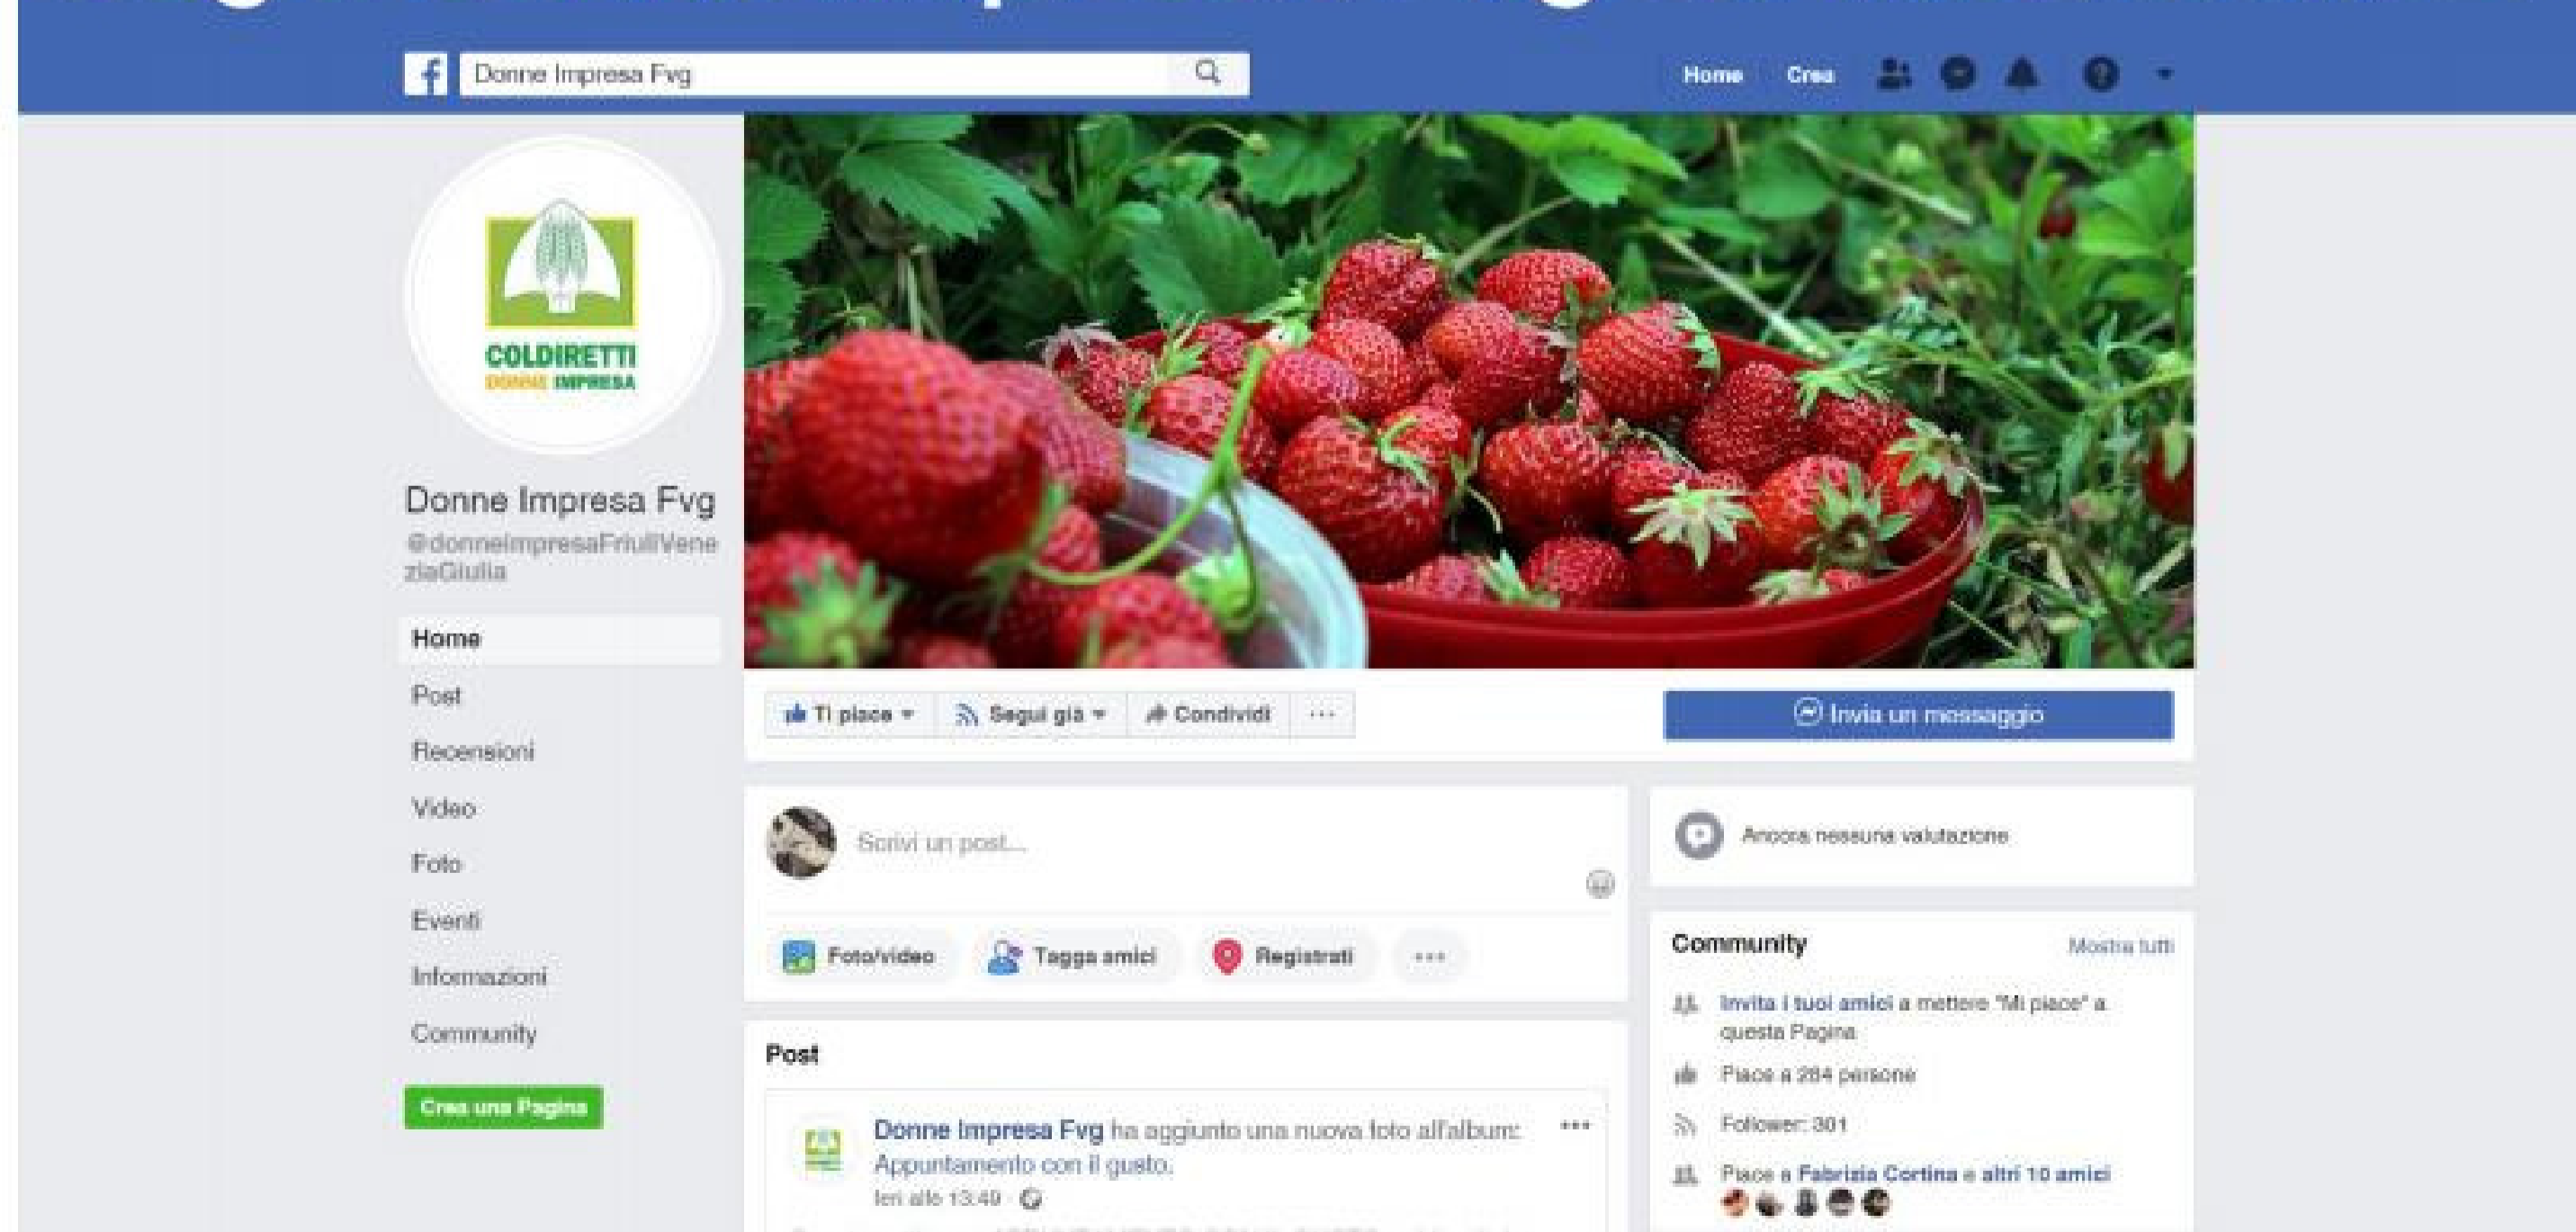 Donne Impresa Fvg
Home Crea
COLDIRETTI
DONNE IMPRESA
Donne Impresa Fvg
@donneimpresaFriuliVene
ziaGiulia
Home
Post
Recensioni
Video
Foto
Eventi
Informazioni
Community
Crea una Pagina
Ti piace
Segui già
Condividi
...
Invia un messaggio
Scrivi un post...
Foto/video
Tagga amici
Registrati
...
Post
Donne Impresa Fvg ha aggiunto una nuova foto all'album:
Appuntamento con il gusto.
Ieri alle 13:49
Ancora nessuna valutazione
Community
Mostra tutti
Invita i tuoi amici a mettere "Mi piace" a
questa Pagina
Piace a 284 persone
Follower: 301
Piace a Fabrizia Cortina e altri 10 amici